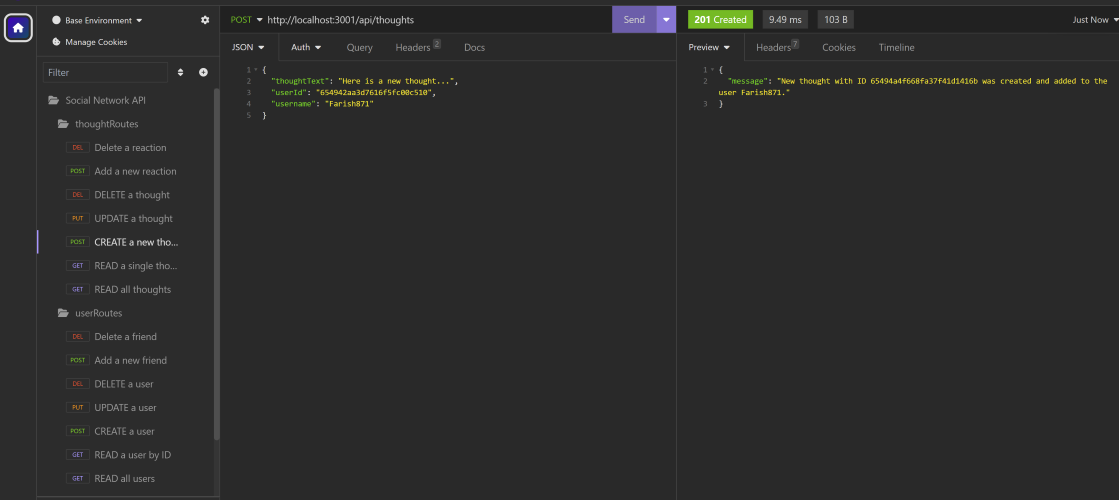 Base Environment
Manage Cookies
Filter
Social Network API
thoughtRoutes
DEL Delete a reaction
POST Add a new reaction
DEL DELETE a thought
PUT UPDATE a thought
POST CREATE a new tho...
GET READ a single tho...
GET READ all thoughts
userRoutes
DEL Delete a friend
POST Add a new friend
DEL DELETE a user
PUT UPDATE a user
POST CREATE a user
GET READ a user by ID
GET READ all users
POST http://localhost:3001/api/thoughts
Send
JSON Auth Query Headers 2 Docs
1 {
2 "thoughtText": "Here is a new thought...",
3 "userId": "654942aa3d7616f5fc00c510",
4 "username": "Farish871"
5 }
201 Created 9.49 ms 103 B Just Now
Preview Headers 7 Cookies Timeline
1 {
2 "message": "New thought with ID 65494a4f668fa37f41d1416b was created and added to the
user Farish871."
3 }